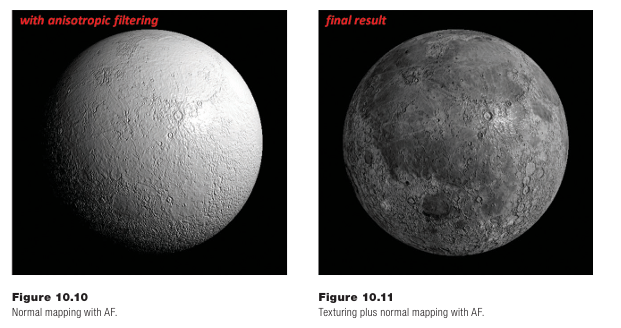 with anisotropic filtering
final result
Figure 10.10
Normal mapping with AF.
Figure 10.11
Texturing plus normal mapping with AF.